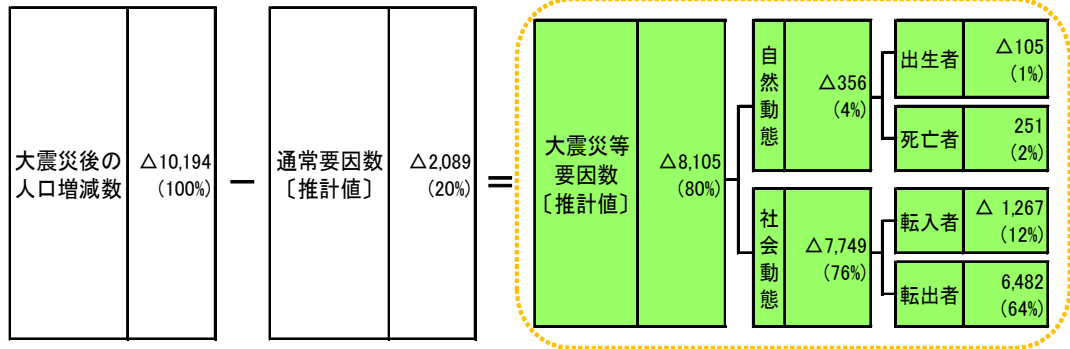 大震災後の
人口増減数
△10,194
(100%)
−
通常要因数
〔推計値〕
△2,089
(20%)
=
大震災等
要因数
〔推計値〕
△8,105
(80%)
自然動態
△356
(4%)
出生者
△105
(1%)
死亡者
251
(2%)
社会動態
△7,749
(76%)
転入者
△ 1,267
(12%)
転出者
6,482
(64%)